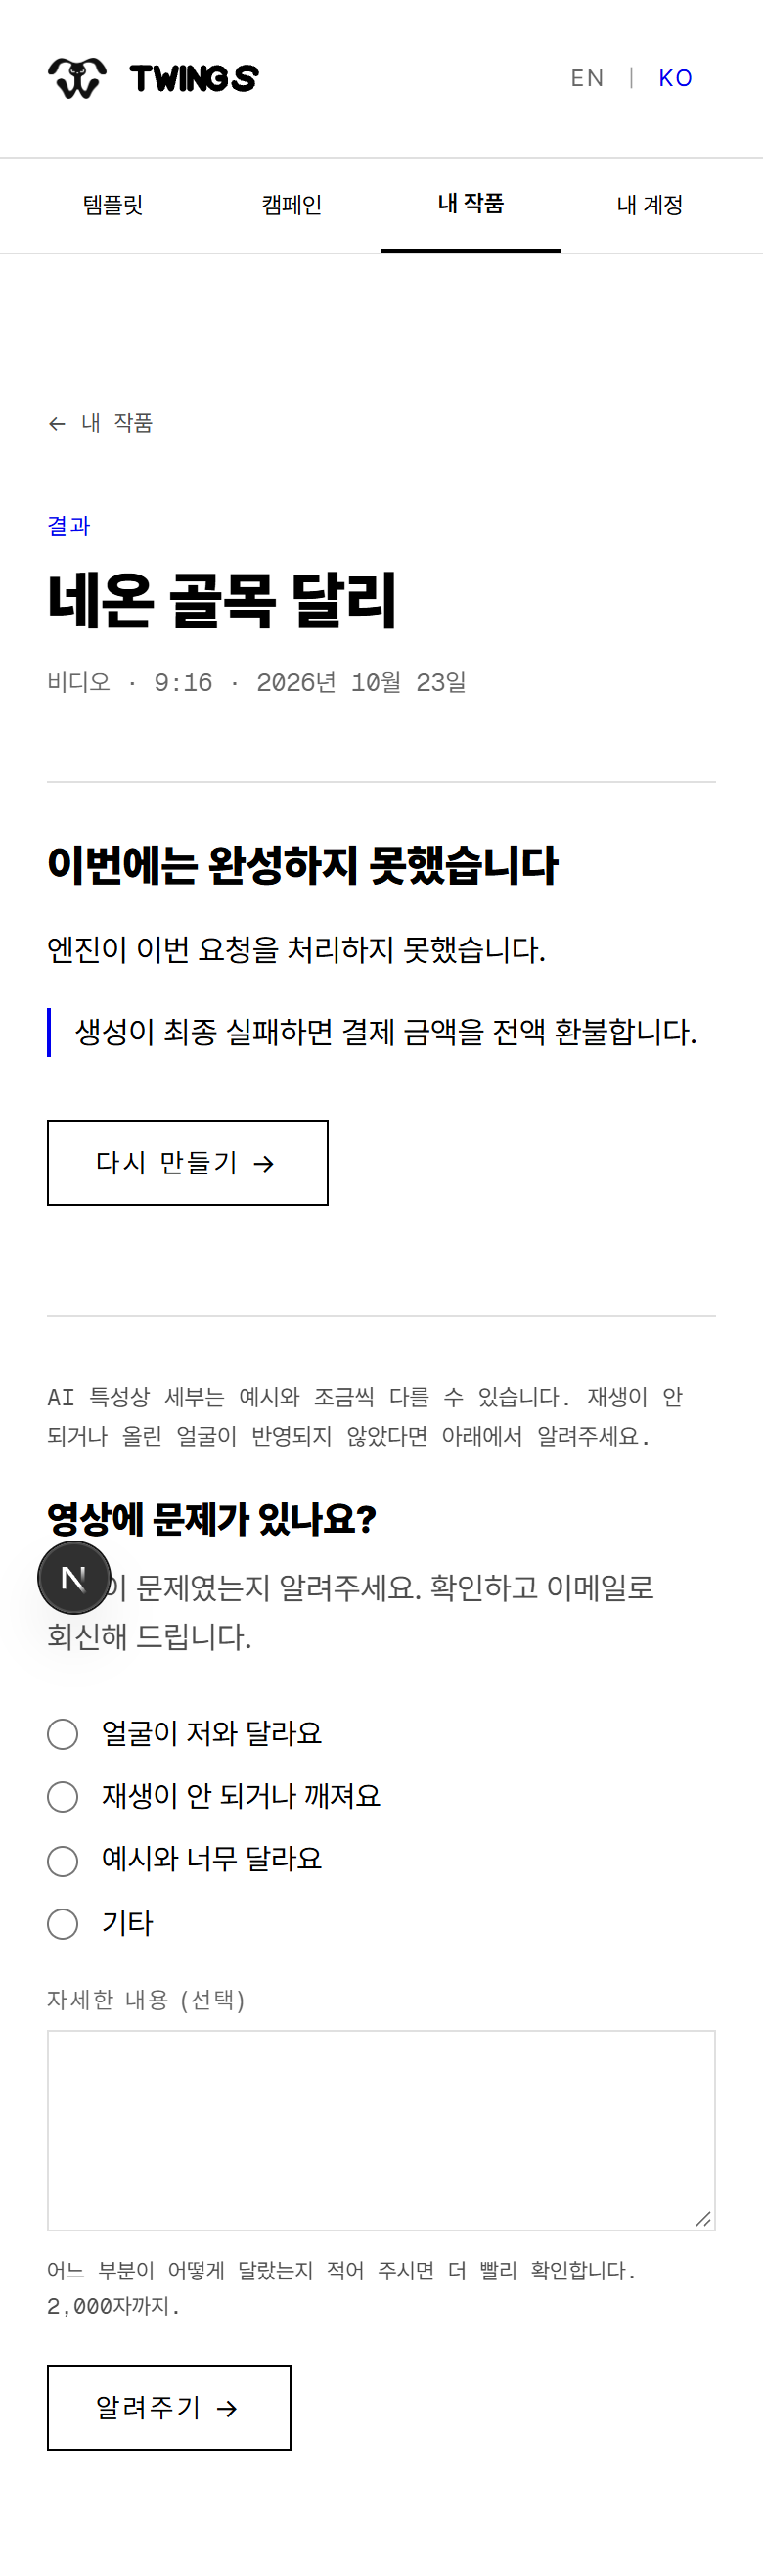 TWINGS
EN | KO
템플릿 캠페인 내 작품 내 계정
← 내 작품
결과
네온 골목 달리
비디오 · 9:16 · 2026년 10월 23일
이번에는 완성하지 못했습니다
엔진이 이번 요청을 처리하지 못했습니다.
생성이 최종 실패하면 결제 금액을 전액 환불합니다.
다시 만들기 →
AI 특성상 세부는 예시와 조금씩 다를 수 있습니다. 재생이 안
되거나 올린 얼굴이 반영되지 않았다면 아래에서 알려주세요.
영상에 문제가 있나요?
N
이 문제였는지 알려주세요. 확인하고 이메일로
회신해 드립니다.
얼굴이 저와 달라요
재생이 안 되거나 깨져요
예시와 너무 달라요
기타
자세한 내용 (선택)
어느 부분이 어떻게 달랐는지 적어 주시면 더 빨리 확인합니다.
2,000자까지.
알려주기 →